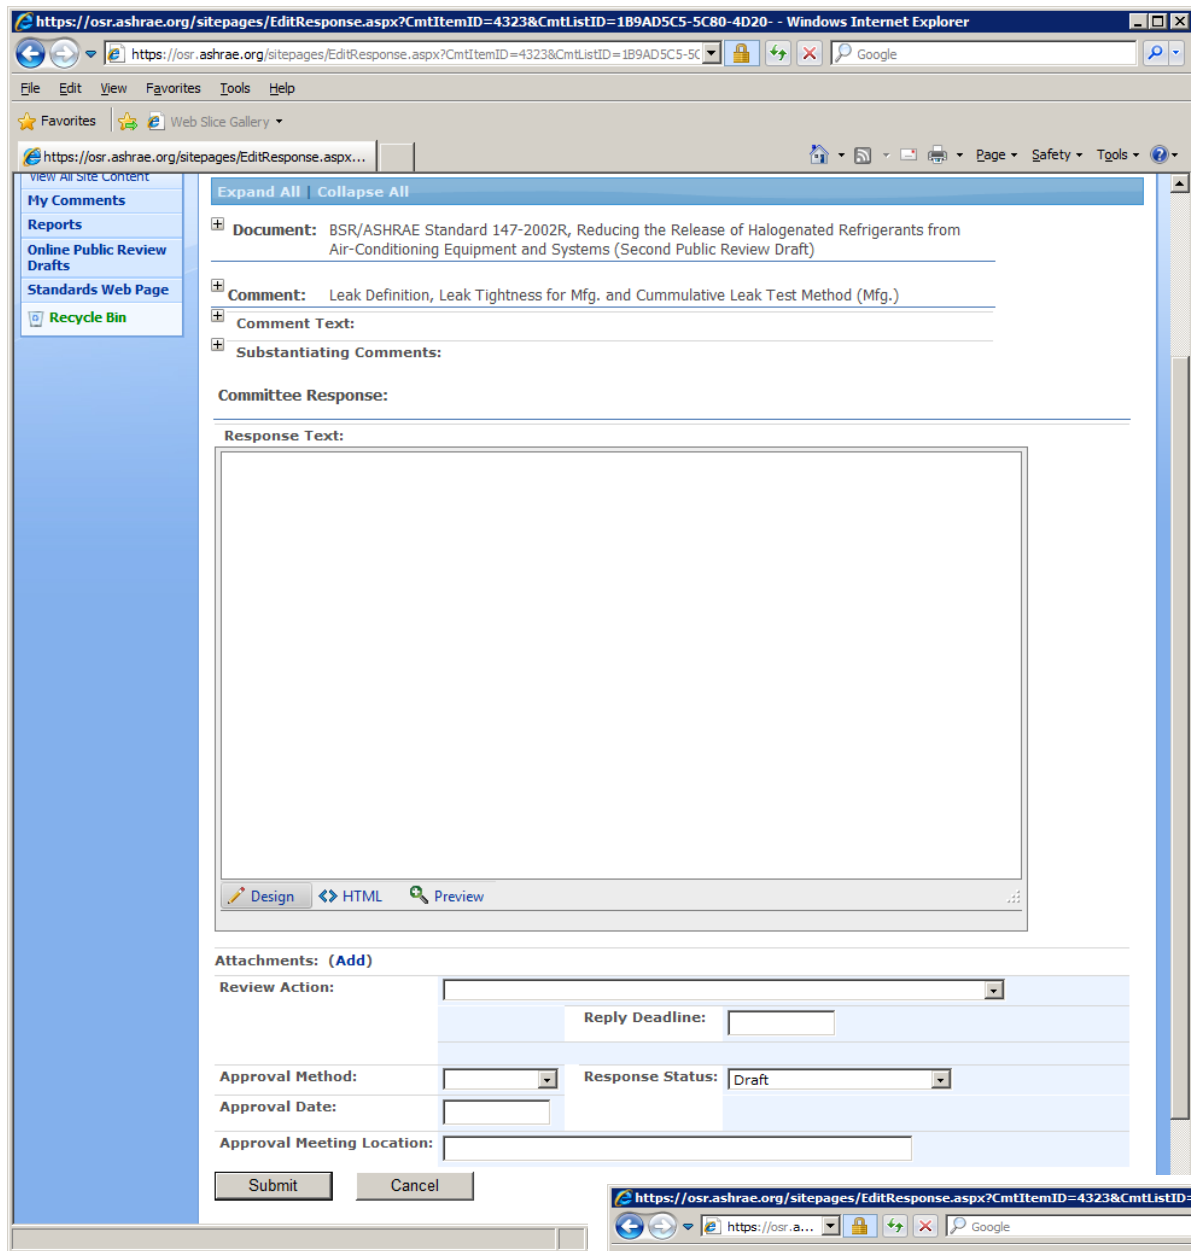 https://osr.ashrae.org/sitepages/EditResponse.aspx?CmtItemID=4323&CmtListID=1B9AD5C5-5C80-4D20- - Windows Internet Explorer
https://osr.ashrae.org/sitepages/EditResponse.aspx?CmtItemID=4323&CmtListID=1B9AD5C5-5C
Google
File Edit View Favorites Tools Help
Favorites Web Slice Gallery
https://osr.ashrae.org/sitepages/EditResponse.aspx...
Page Safety Tools
View All Site Content
My Comments
Reports
Online Public Review
Drafts
Standards Web Page
Recycle Bin
Expand All | Collapse All
Document: BSR/ASHRAE Standard 147-2002R, Reducing the Release of Halogenated Refrigerants from
Air-Conditioning Equipment and Systems (Second Public Review Draft)
Comment: Leak Definition, Leak Tightness for Mfg. and Cummulative Leak Test Method (Mfg.)
Comment Text:
Substantiating Comments:
Committee Response:
Response Text:
Design HTML Preview
Attachments: (Add)
Review Action:
Reply Deadline:
Approval Method:
Response Status: Draft
Approval Date:
Approval Meeting Location:
Submit Cancel
https://osr.ashrae.org/sitepages/EditResponse.aspx?CmtItemID=4323&CmtListID=
https://osr.a... Google